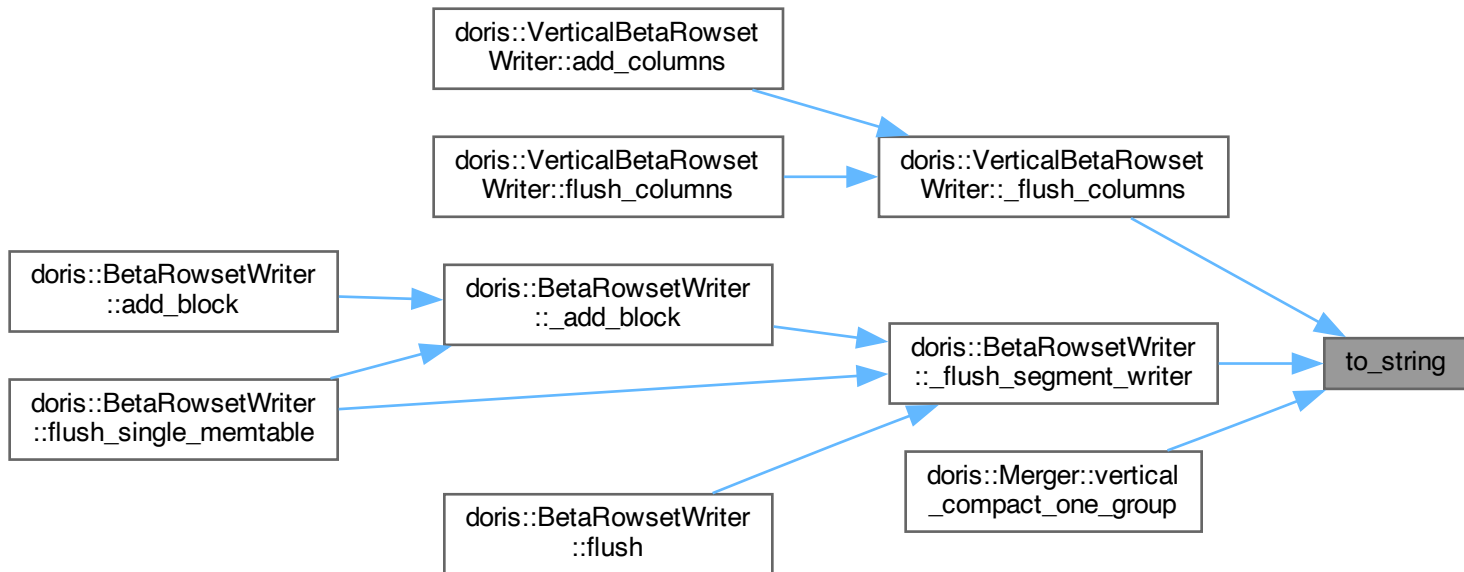 doris::VerticalBetaRowset
Writer::add_columns
doris::VerticalBetaRowset
Writer::flush_columns
doris::VerticalBetaRowset
Writer::_flush_columns
doris::BetaRowsetWriter
::add_block
doris::BetaRowsetWriter
::_add_block
doris::BetaRowsetWriter
::flush_single_memtable
doris::BetaRowsetWriter
::_flush_segment_writer
to_string
doris::Merger::vertical
_compact_one_group
doris::BetaRowsetWriter
::flush